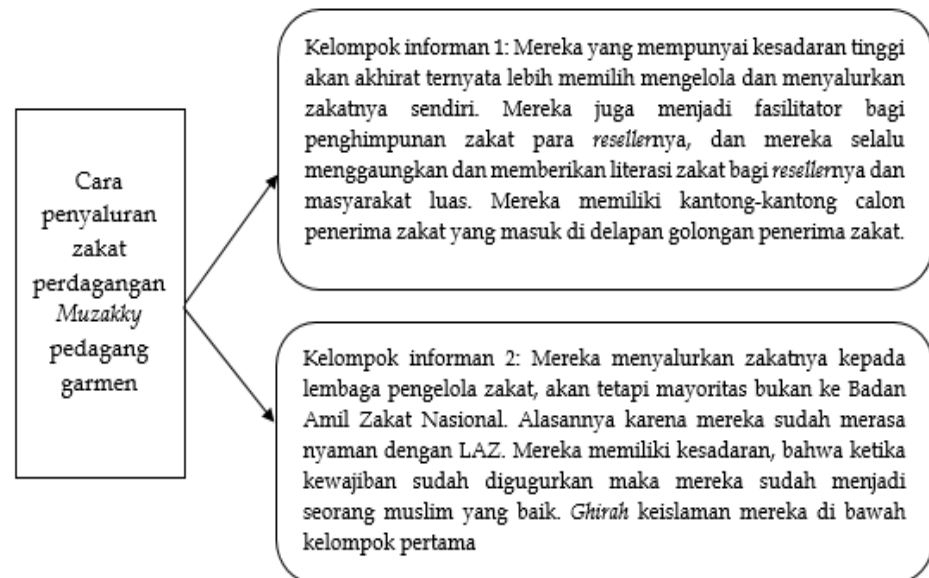 Cara
penyaluran
zakat
perdagangan
Muzakky
pedagang
garmen
Kelompok informan 1: Mereka yang mempunyai kesadaran tinggi
akan akhirat ternyata lebih memilih mengelola dan menyalurkan
zakatnya sendiri. Mereka juga menjadi fasilitator bagi
penghimpunan zakat para resellernya, dan mereka selalu
menggaungkan dan memberikan literasi zakat bagi resellernya dan
masyarakat luas. Mereka memiliki kantong-kantong calon
penerima zakat yang masuk di delapan golongan penerima zakat.
Kelompok informan 2: Mereka menyalurkan zakatnya kepada
lembaga pengelola zakat, akan tetapi mayoritas bukan ke Badan
Amil Zakat Nasional. Alasannya karena mereka sudah merasa
nyaman dengan LAZ. Mereka memiliki kesadaran, bahwa ketika
kewajiban sudah digugurkan maka mereka sudah menjadi
seorang muslim yang baik. Ghirah keislaman mereka di bawah
kelompok pertama